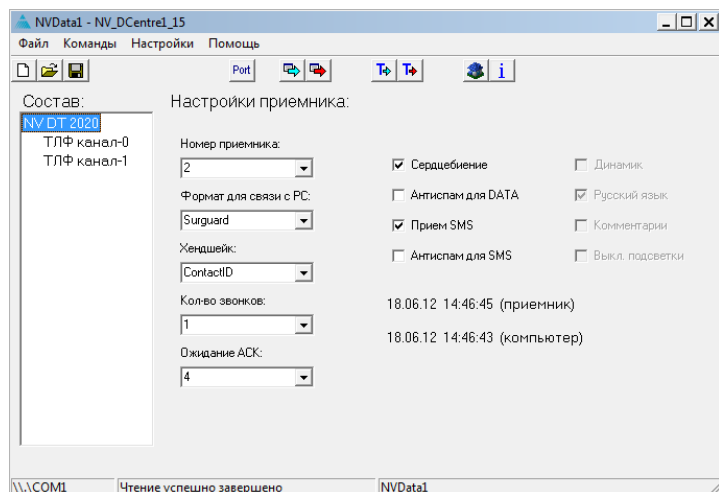 NVData1 - NV_DCentre1_15
Файл Команды Настройки Помощь
Port
Состав:
NV DT 2020
ТЛФ канал-0
ТЛФ канал-1
Настройки приемника:
Номер приемника:
2
Формат для связи с PC:
Surguard
Хендшейк:
ContactID
Кол-во звонков:
1
Ожидание АСК:
4
Сердцебиение
Антиспам для DATA
Прием SMS
Антиспам для SMS
Динамик
Русский язык
Комментарии
Выкл. подсветки
18.06.12 14:46:45 (приемник)
18.06.12 14:46:43 (компьютер)
\\.\COM1 Чтение успешно завершено NVData1